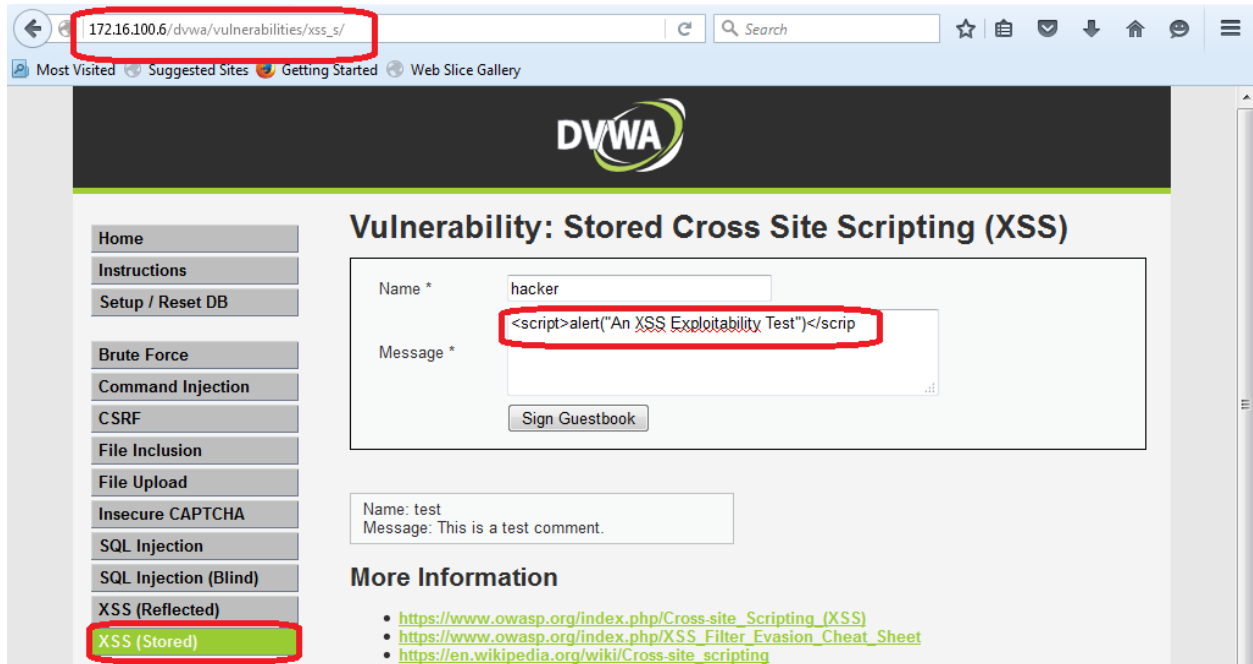 172.16.100.6/dvwa/vulnerabilities/xss_s/
Search
Most Visited Suggested Sites Getting Started Web Slice Gallery
DVWA
Home
Instructions
Setup / Reset DB
Brute Force
Command Injection
CSRF
File Inclusion
File Upload
Insecure CAPTCHA
SQL Injection
SQL Injection (Blind)
XSS (Reflected)
XSS (Stored)
Vulnerability: Stored Cross Site Scripting (XSS)
Name *
hacker
Message *
<script>alert("An XSS Exploitability Test")</scrip
Sign Guestbook
Name: test
Message: This is a test comment.
More Information
https://www.owasp.org/index.php/Cross-site_Scripting_(XSS)
https://www.owasp.org/index.php/XSS_Filter_Evasion_Cheat_Sheet
https://en.wikipedia.org/wiki/Cross-site_scripting